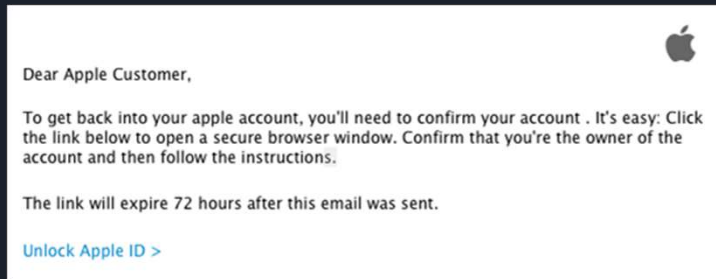 Dear Apple Customer,
To get back into your apple account, you'll need to confirm your account . It's easy: Click
the link below to open a secure browser window. Confirm that you're the owner of the
account and then follow the instructions.
The link will expire 72 hours after this email was sent.
Unlock Apple ID >